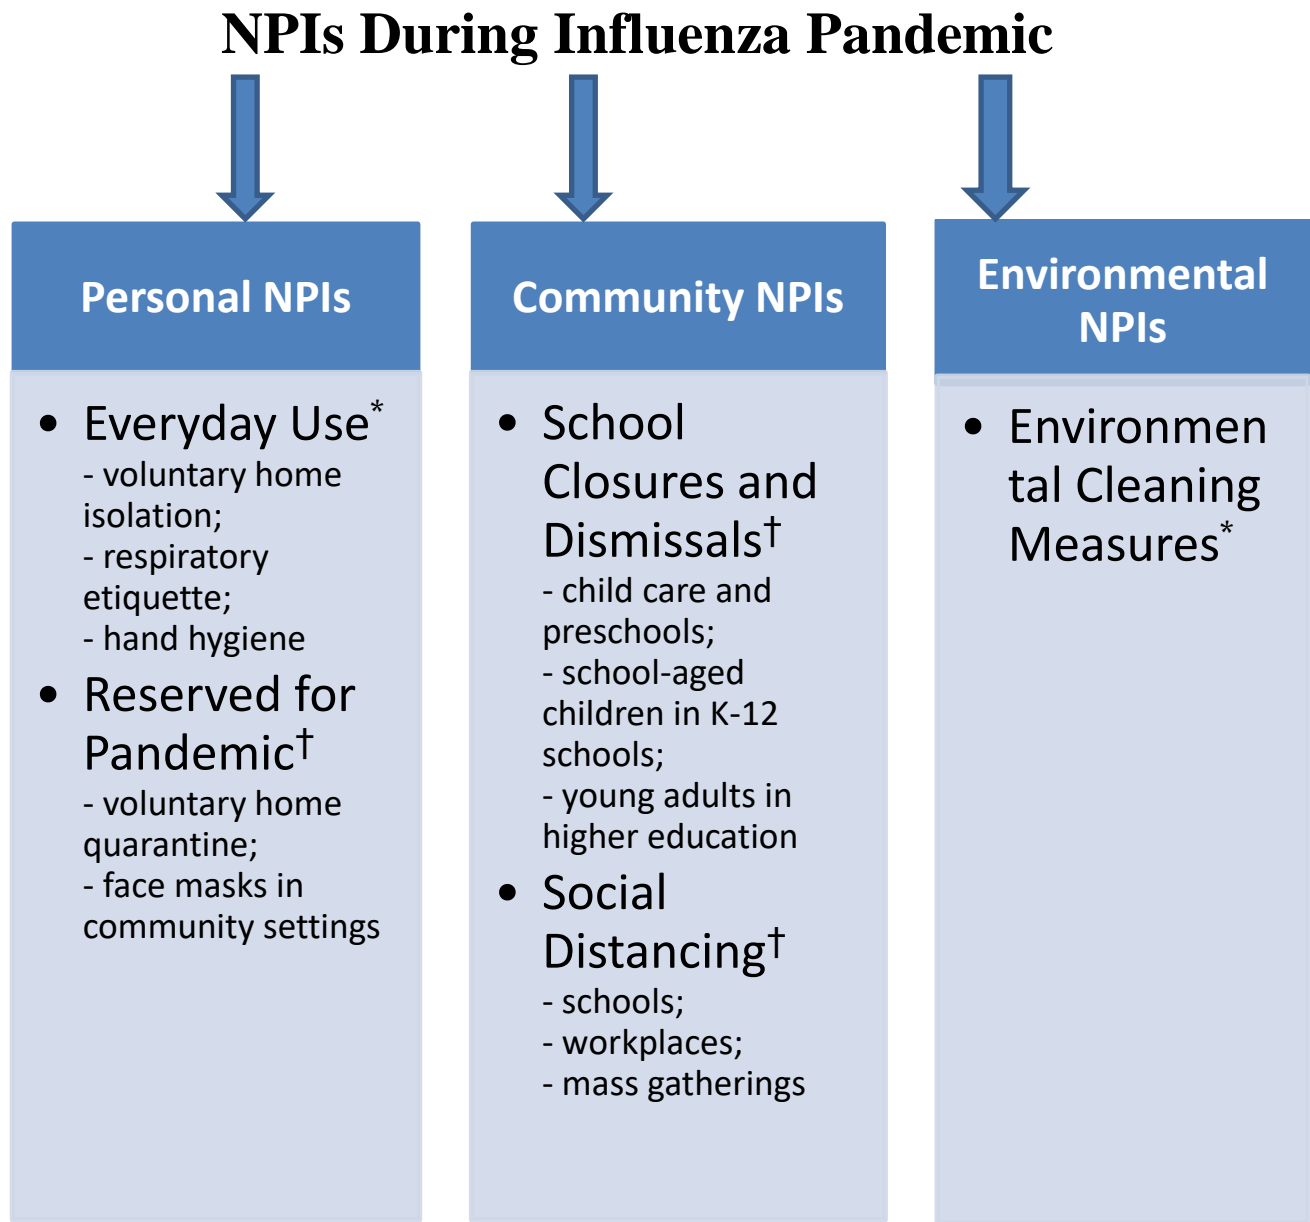 NPIs During Influenza Pandemic
Personal NPIs
• Everyday Use*
- voluntary home
isolation;
- respiratory
etiquette;
- hand hygiene
• Reserved for
Pandemic†
- voluntary home
quarantine;
- face masks in
community settings
Community NPIs
• School
Closures and
Dismissals†
- child care and
preschools;
- school-aged
children in K-12
schools;
- young adults in
higher education
• Social
Distancing†
- schools;
- workplaces;
- mass gatherings
Environmental
NPIs
• Environmen
tal Cleaning
Measures*